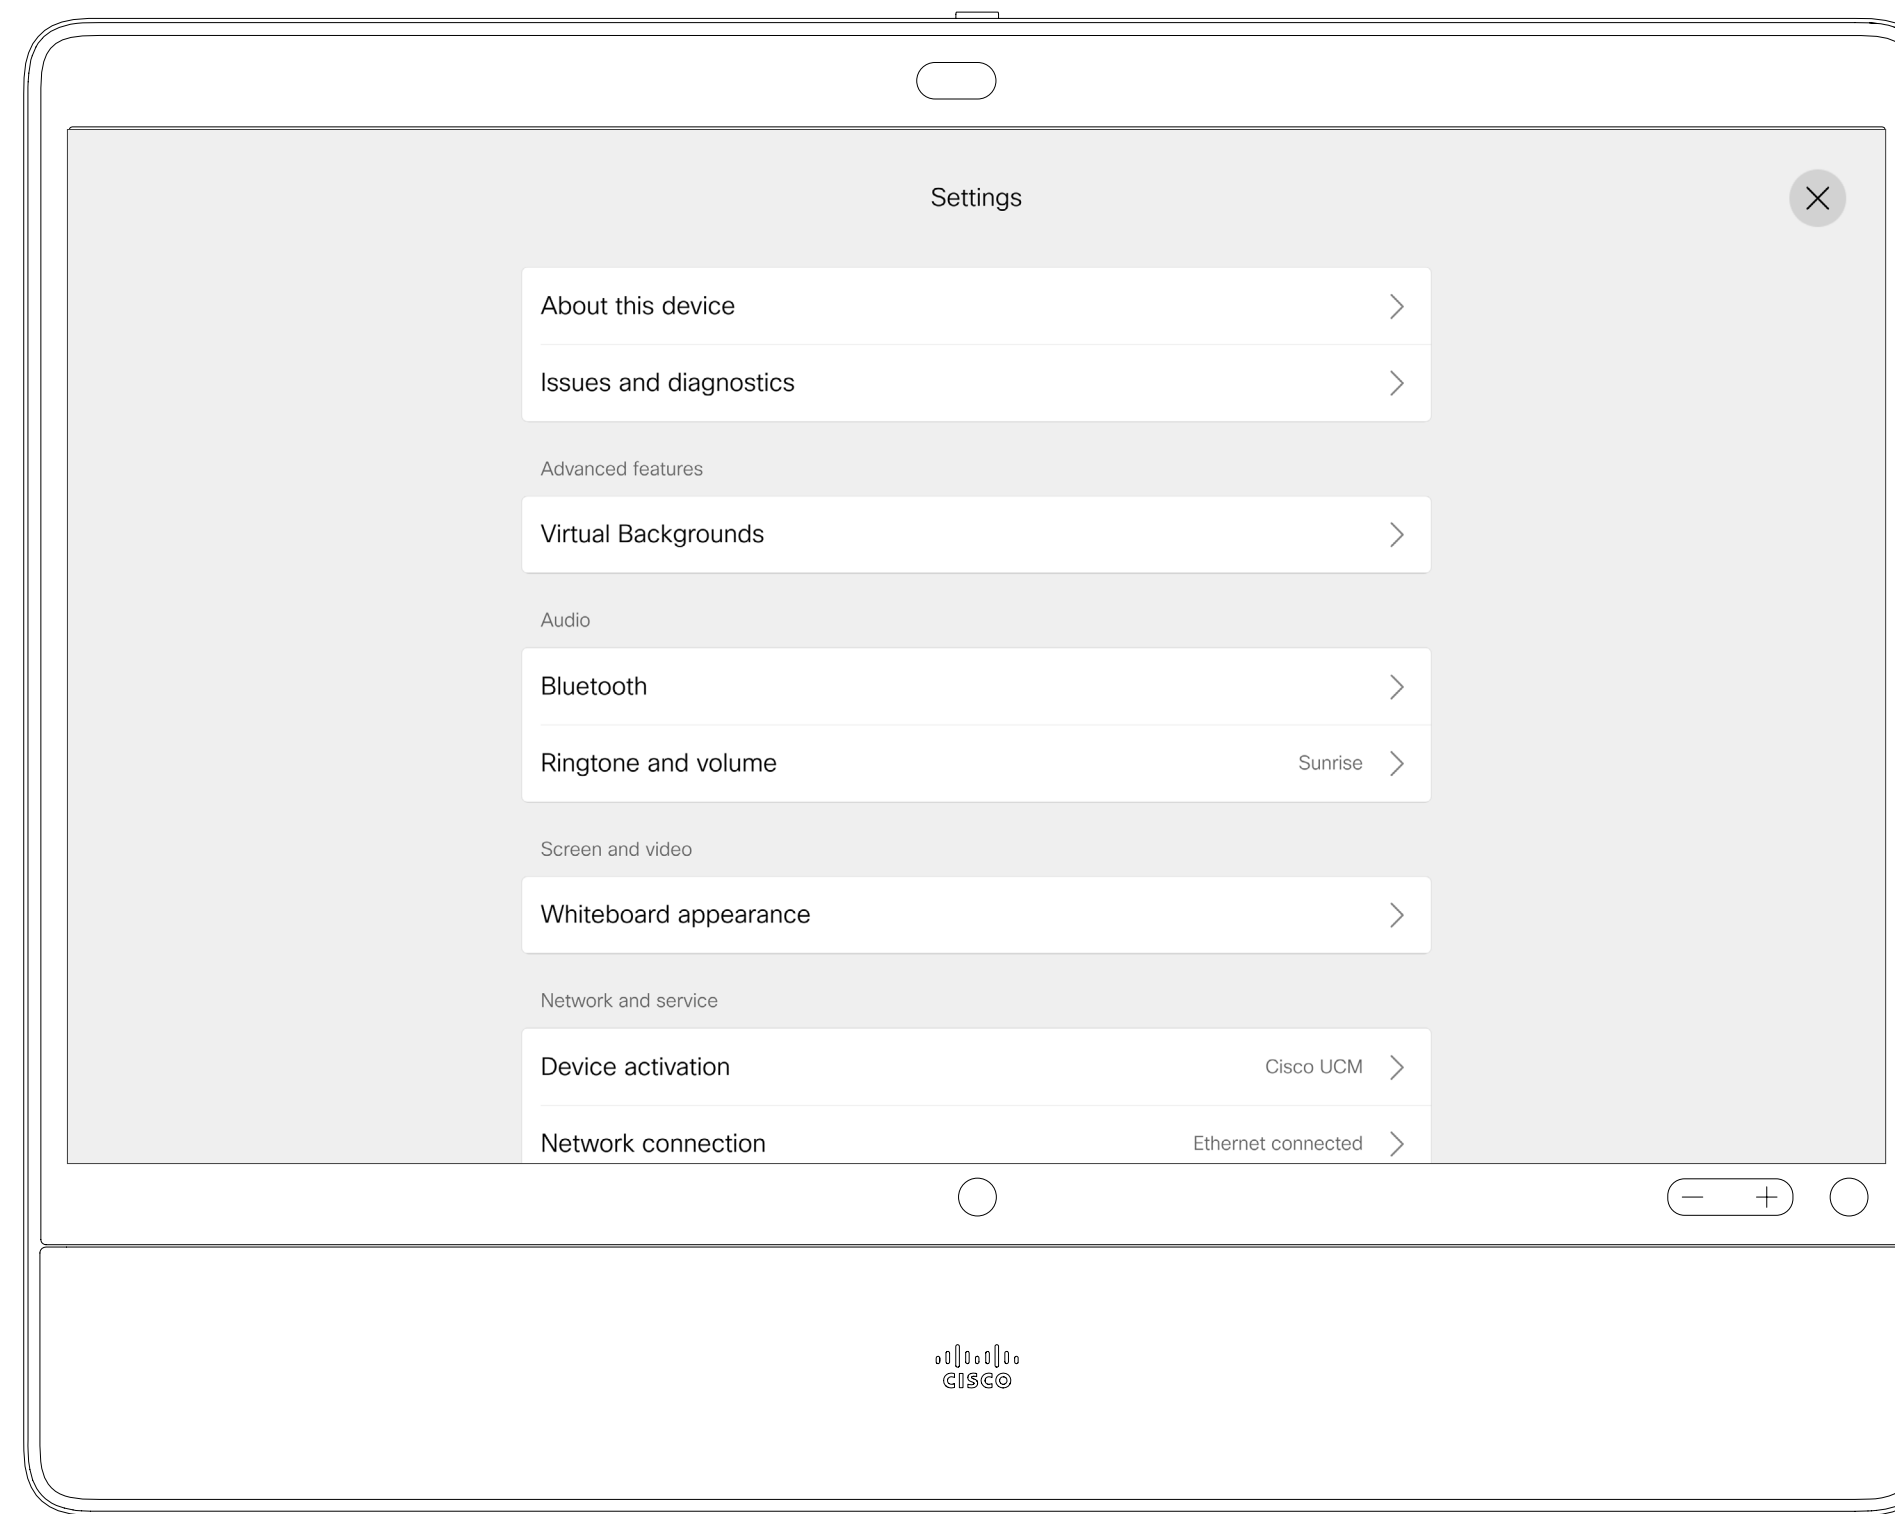 Settings
About this device
Issues and diagnostics
Advanced features
Virtual Backgrounds
Audio
Bluetooth
Ringtone and volume Sunrise
Screen and video
Whiteboard appearance
Network and service
Device activation Cisco UCM
Network connection Ethernet connected
CISCO